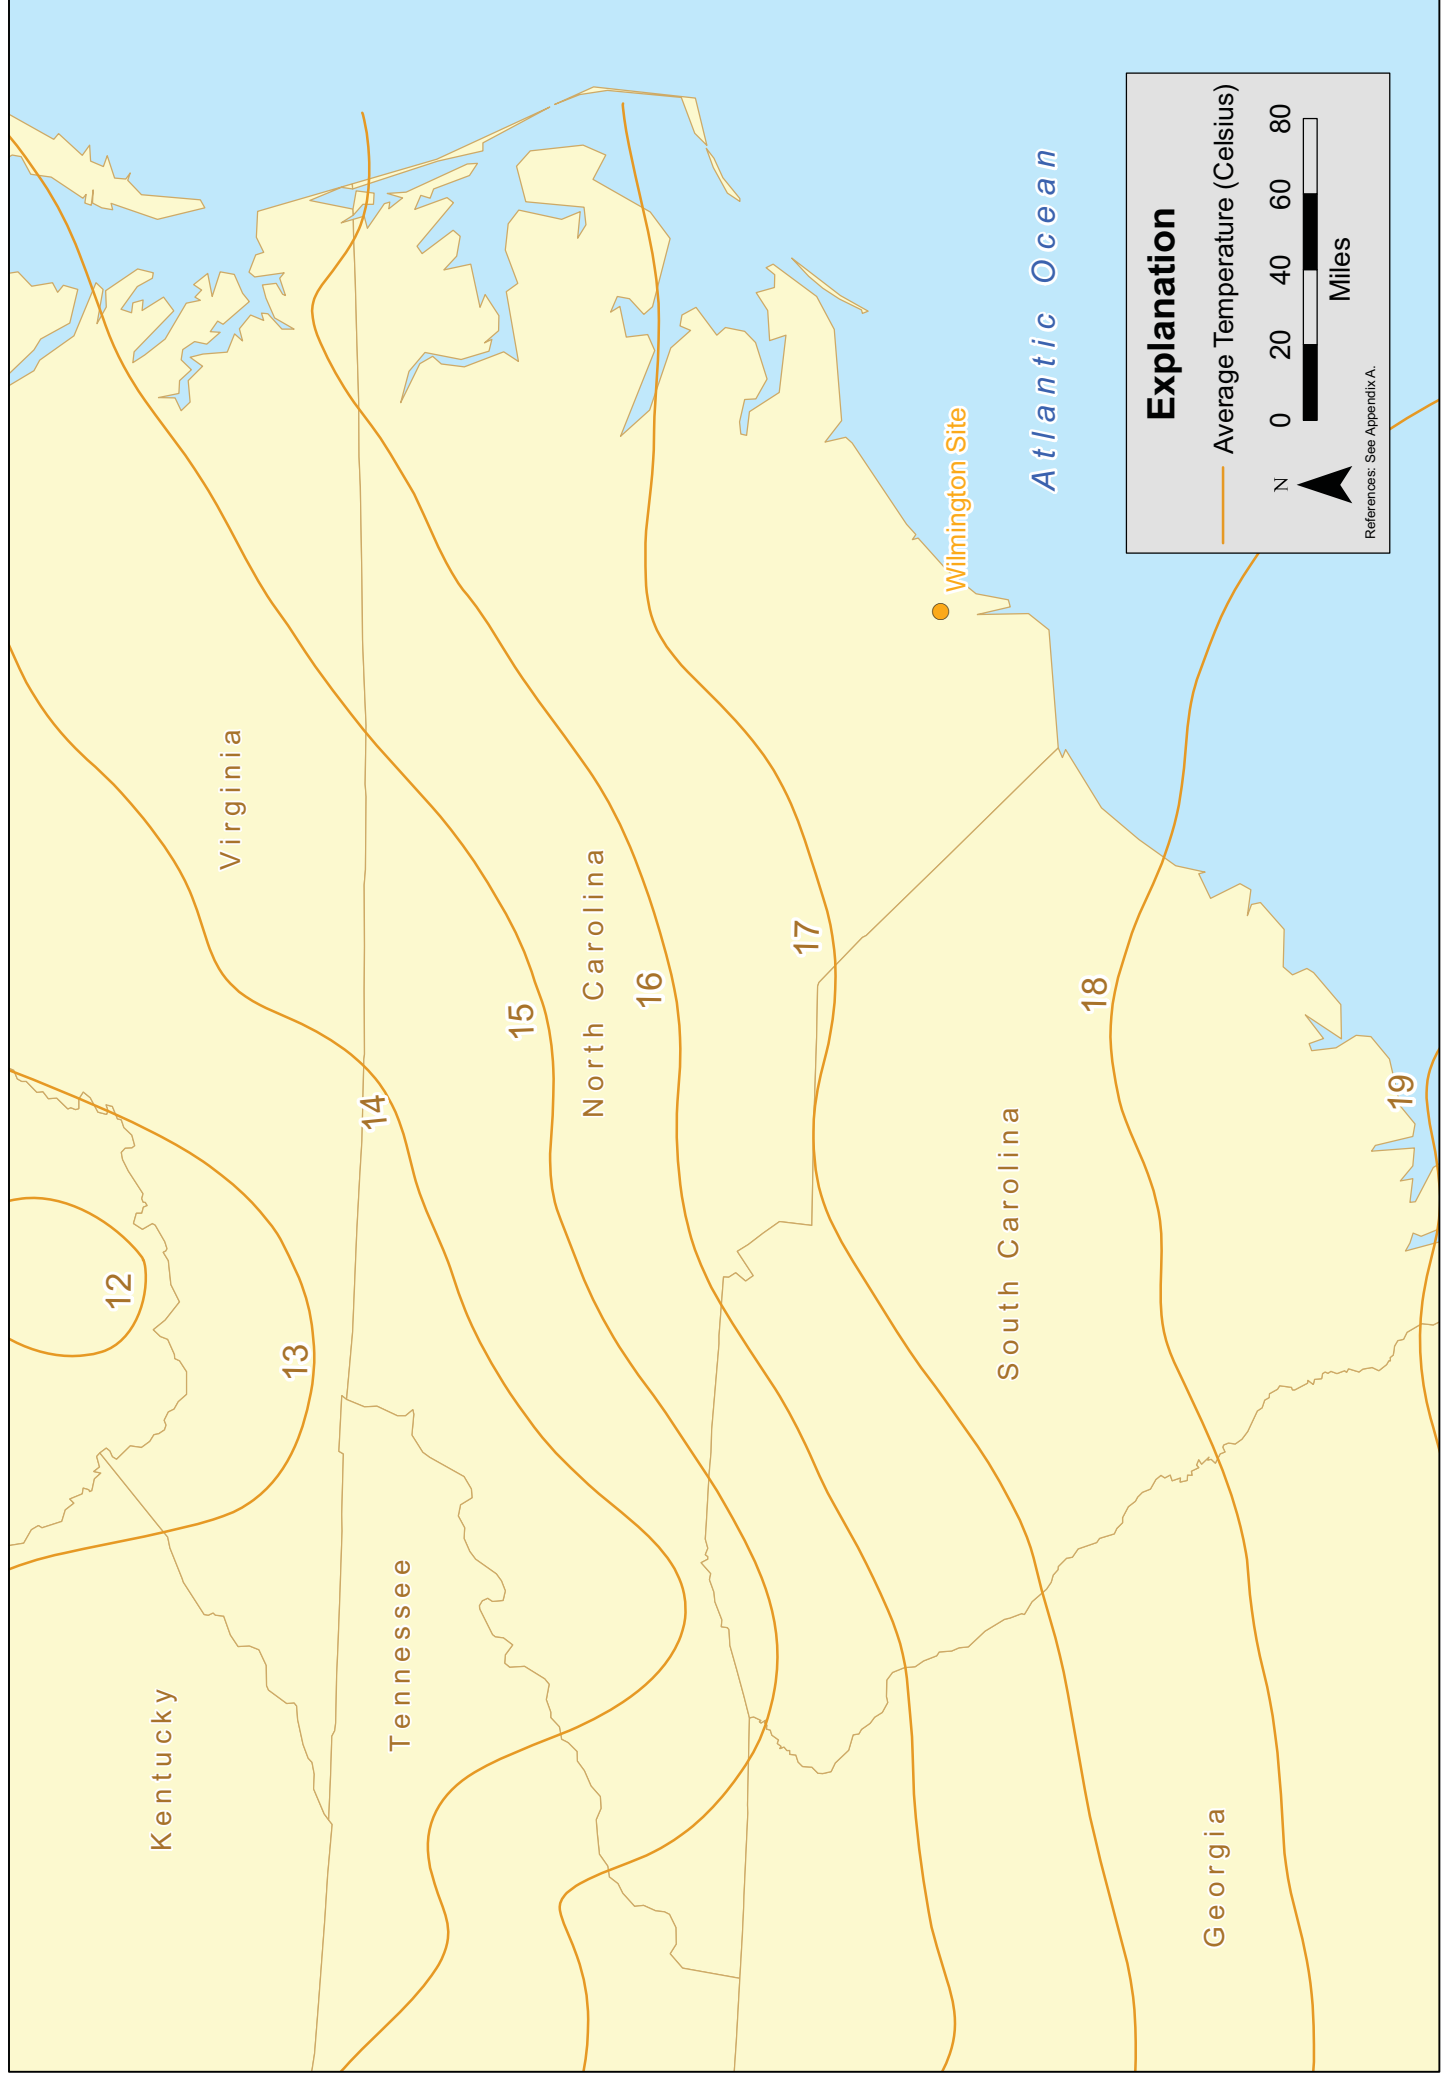 Kentucky
Virginia
Tennessee
North Carolina
South Carolina
Georgia
12
13
14
15
16
17
18
19
Wilmington Site
Atlantic Ocean
Explanation
Average Temperature (Celsius)
N
0 20 40 60 80
Miles
References: See Appendix A.